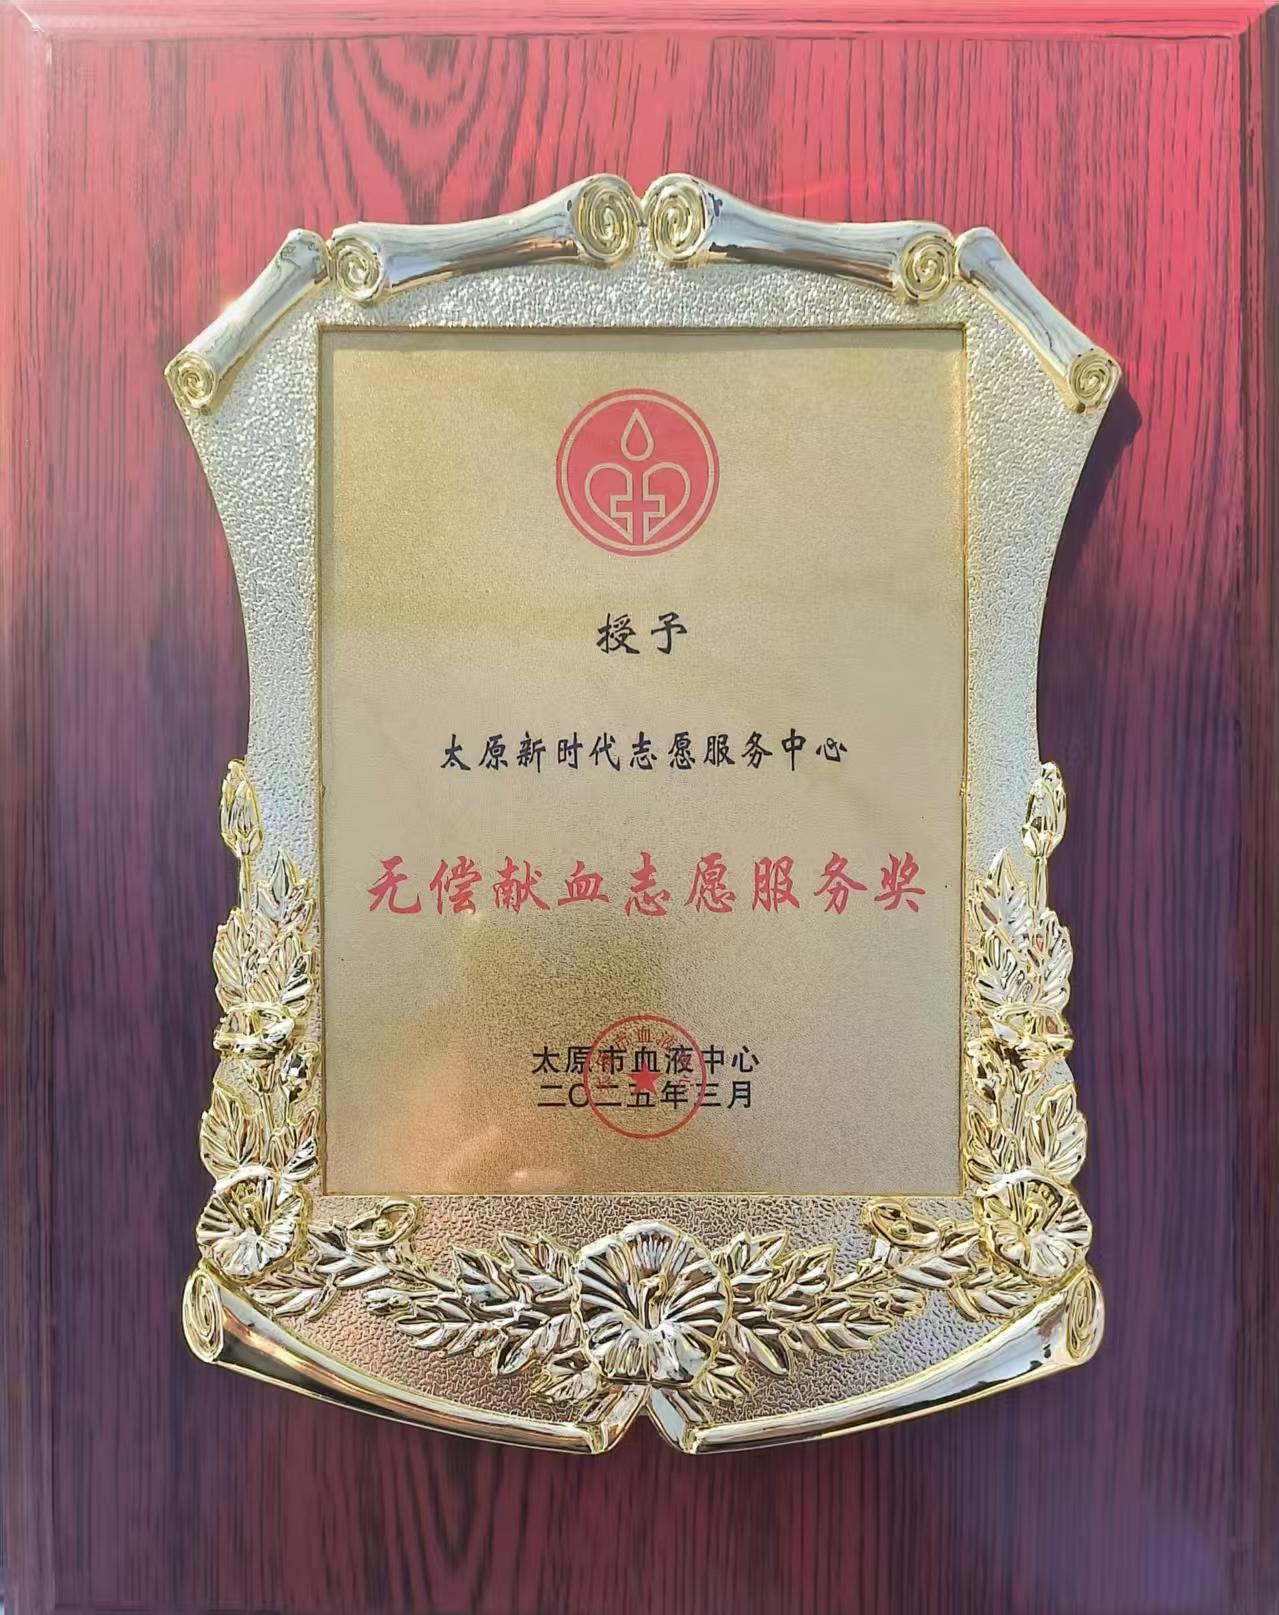 授予
太原新时代志愿服务中心
无偿献血志愿服务奖
太原市血液中心
二〇二五年三月